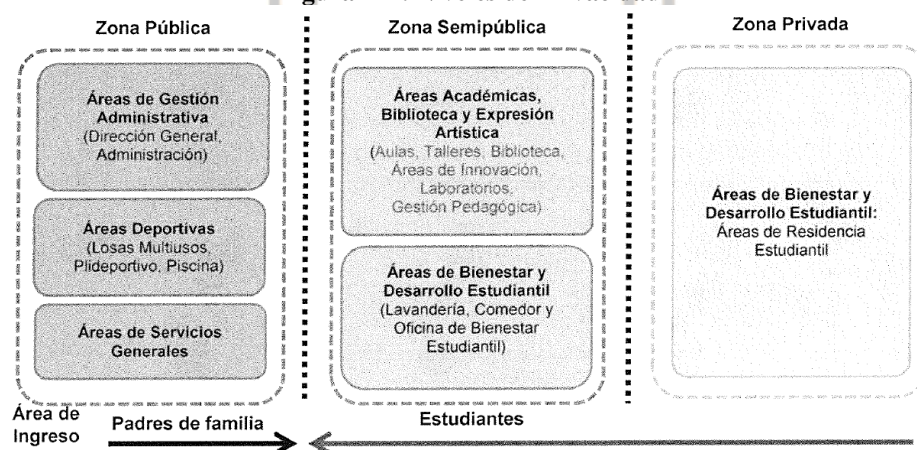 Zona Pública
Áreas de Gestión
Administrativa
(Dirección General,
Administración)
Áreas Deportivas
(Losas Multiusos,
Plideportivo, Piscina)
Áreas de Servicios
Generales
Zona Semipública
Áreas Académicas,
Biblioteca y Expresión
Artística
(Aulas, Talleres, Biblioteca,
Áreas de Innovación,
Laboratorios,
Gestión Pedagógica)
Áreas de Bienestar y
Desarrollo Estudiantil
(Lavandería, Comedor y
Oficina de Bienestar
Estudiantil)
Zona Privada
Áreas de Bienestar y
Desarrollo Estudiantil:
Áreas de Residencia
Estudiantil
Área de
Ingreso
Padres de familia
Estudiantes